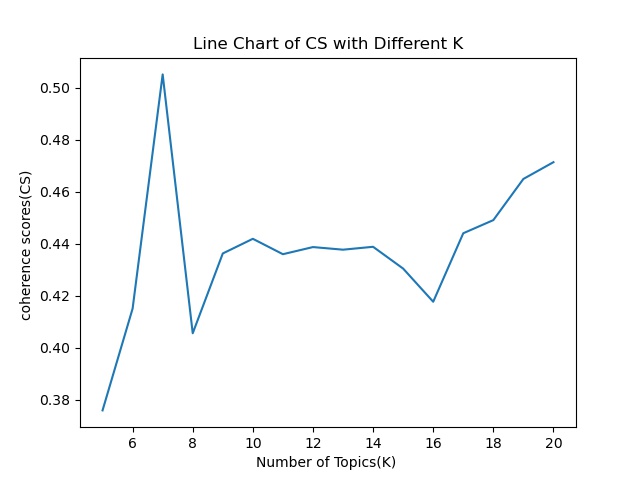 Line Chart of CS with Different K
0.50
0.48
0.46
0.44
0.42
0.40
0.38
coherence scores(CS)
6 8 10 12 14 16 18 20
Number of Topics(K)